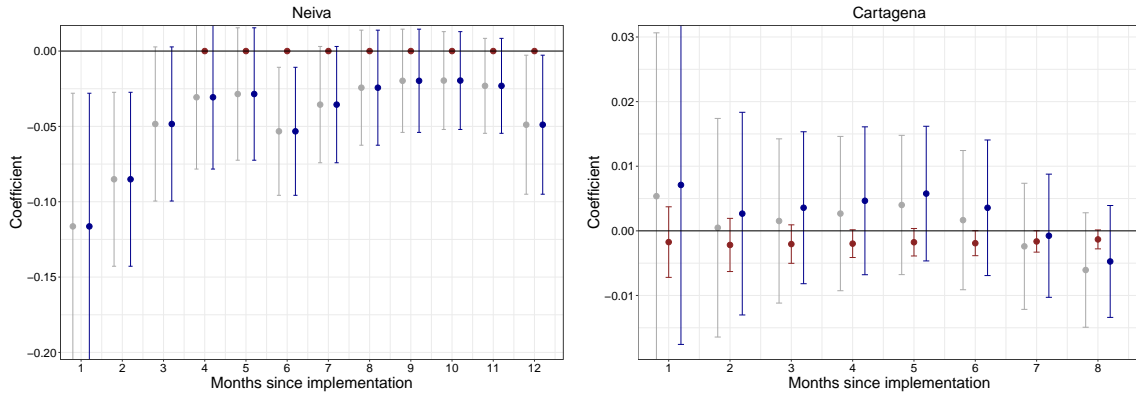 Neiva
Coefficient
0.00
−0.05
−0.10
−0.15
−0.20
1 2 3 4 5 6 7 8 9 10 11 12
Months since implementation
Cartagena
Coefficient
0.03
0.02
0.01
0.00
−0.01
1 2 3 4 5 6 7 8
Months since implementation